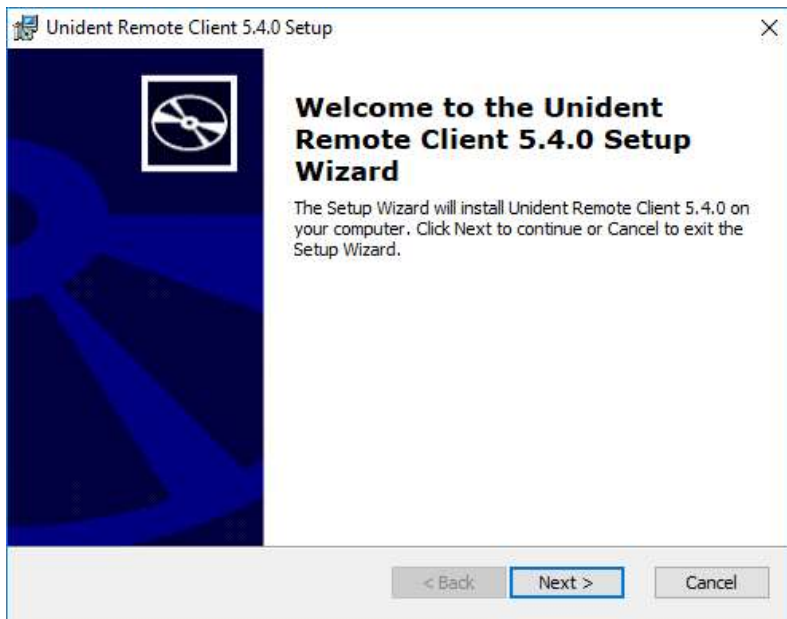 Unident Remote Client 5.4.0 Setup
Welcome to the Unident
Remote Client 5.4.0 Setup
Wizard
The Setup Wizard will install Unident Remote Client 5.4.0 on
your computer. Click Next to continue or Cancel to exit the
Setup Wizard.
< Back Next > Cancel